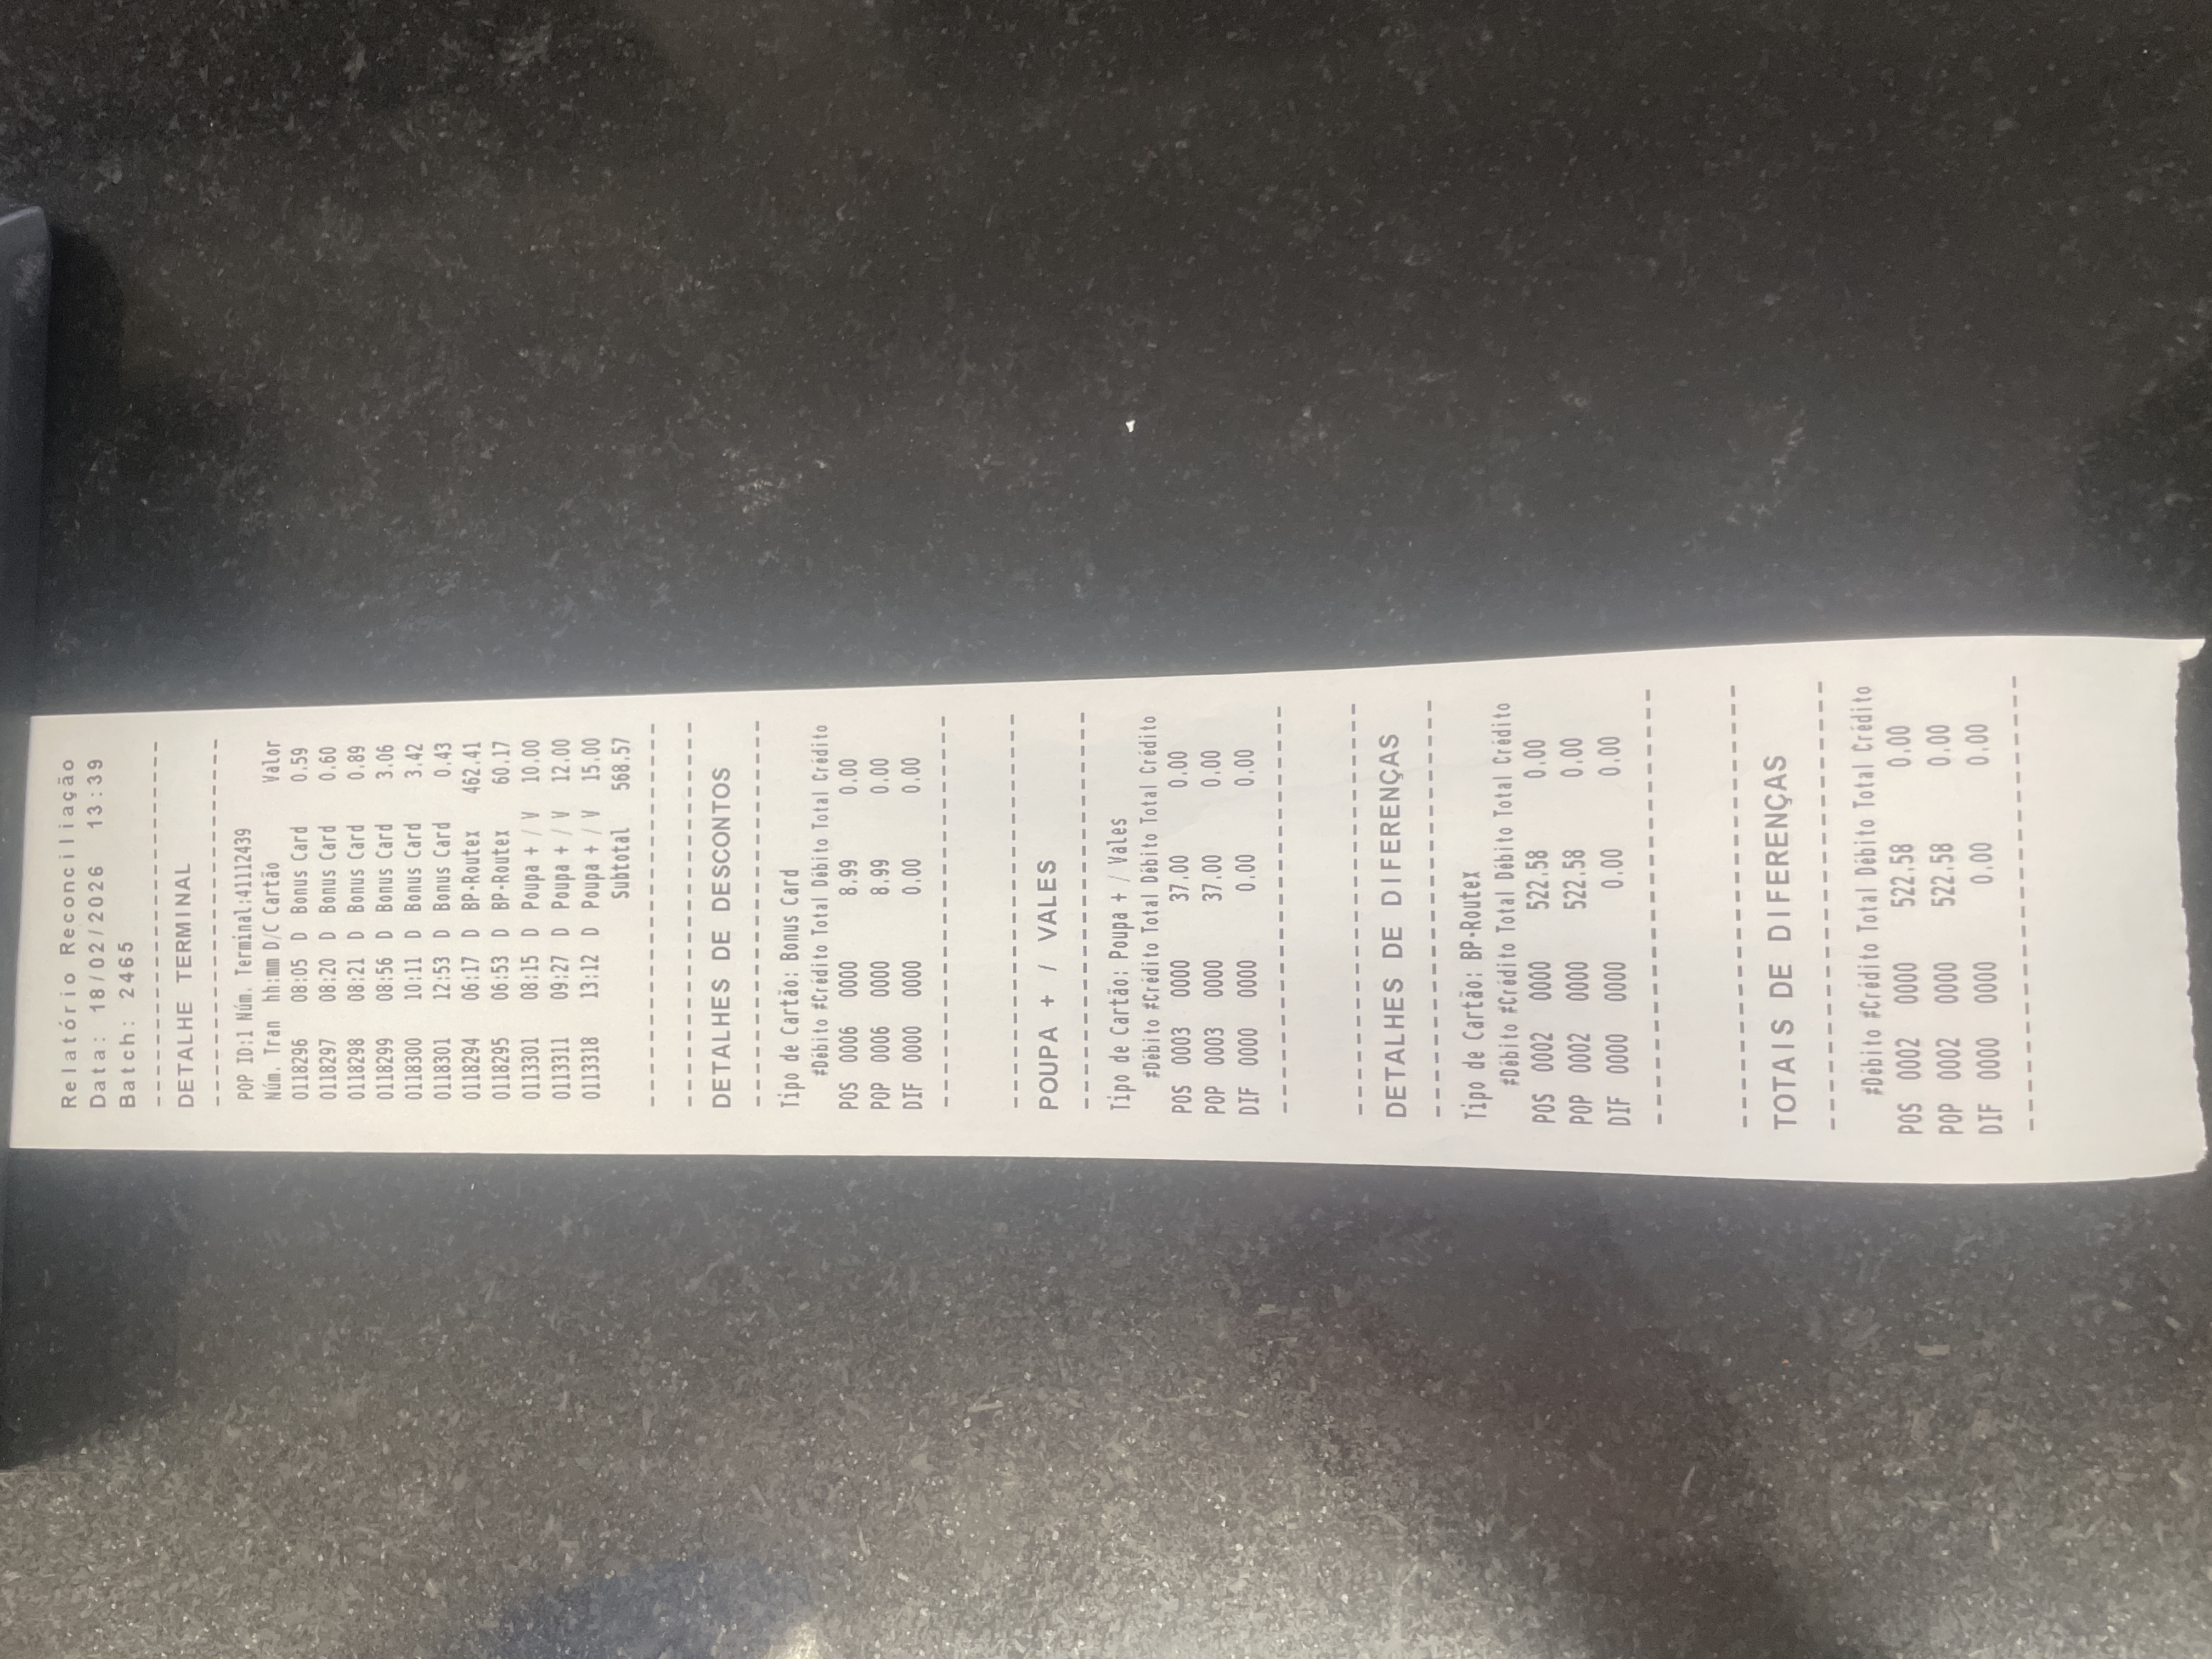 Relatório Reconciliação
Data: 18/02/2026 13:39
Batch: 2465
--------------------------
DETALHE TERMINAL
--------------------------
POP ID:1 Núm. Terminal:41112439
Núm. Tran hh:mm D/C Cartão Valor
0118296 08:05 D Bonus Card 0.59
0118297 08:20 D Bonus Card 0.60
0118298 08:21 D Bonus Card 0.89
0118299 08:56 D Bonus Card 3.06
0118300 10:11 D Bonus Card 3.42
0118301 12:53 D Bonus Card 0.43
0118294 06:17 D BP-Routex 462.41
0118295 06:53 D BP-Routex 60.17
0113301 08:15 D Poupa + / V 10.00
0113311 09:27 D Poupa + / V 12.00
0113318 13:12 D Poupa + / V 15.00
Subtotal 568.57
--------------------------
--------------------------
DETALHES DE DESCONTOS
--------------------------
Tipo de Cartão: Bonus Card
#Débito #Crédito Total Débito Total Crédito
POS 0006 0000 8.99 0.00
POP 0006 0000 8.99 0.00
DIF 0000 0000 0.00 0.00
--------------------------
--------------------------
POUPA + / VALES
--------------------------
Tipo de Cartão: Poupa + / Vales
#Débito #Crédito Total Débito Total Crédito
POS 0003 0000 37.00 0.00
POP 0003 0000 37.00 0.00
DIF 0000 0000 0.00 0.00
--------------------------
--------------------------
DETALHES DE DIFERENÇAS
--------------------------
Tipo de Cartão: BP-Routex
#Débito #Crédito Total Débito Total Crédito
POS 0002 0000 522.58 0.00
POP 0002 0000 522.58 0.00
DIF 0000 0000 0.00 0.00
--------------------------
--------------------------
TOTAIS DE DIFERENÇAS
--------------------------
#Débito #Crédito Total Débito Total Crédito
POS 0002 0000 522.58 0.00
POP 0002 0000 522.58 0.00
DIF 0000 0000 0.00 0.00
--------------------------